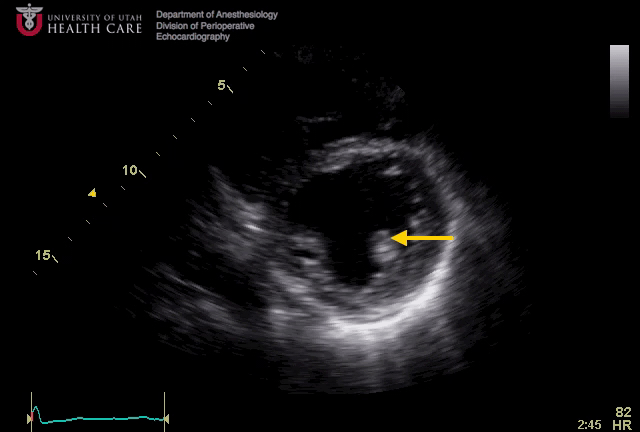 UNIVERSITY OF UTAH
HEALTH CARE
Department of Anesthesiology
Division of Perioperative
Echocardiography
5
10
15
82
2:45 HR